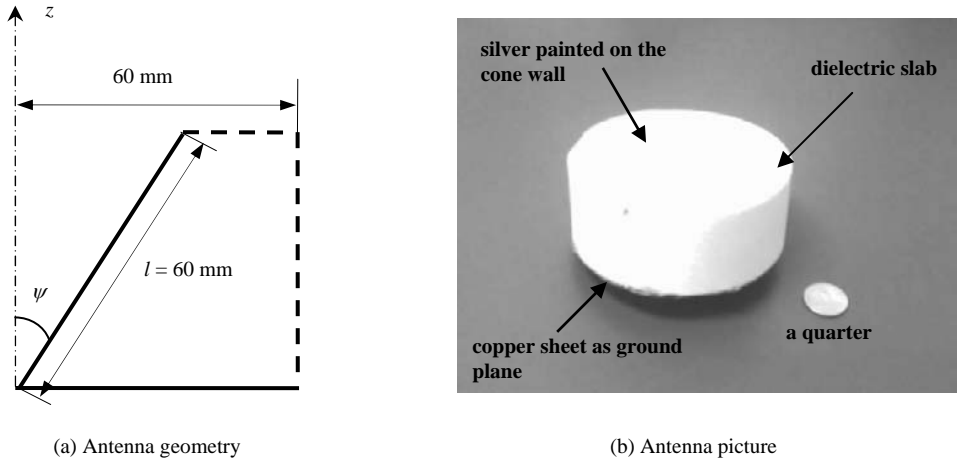 z
60 mm
l = 60 mm
ψ
(a) Antenna geometry
silver painted on the
cone wall
dielectric slab
a quarter
copper sheet as ground
plane
(b) Antenna picture